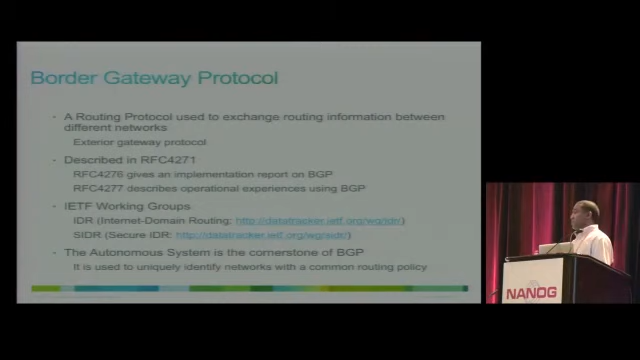 Border Gateway Protocol
· A Routing Protocol used to exchange routing information between
different networks
Exterior gateway protocol
· Described in RFC4271
RFC4276 gives an implementation report on BGP
RFC4277 describes operational experiences using BGP
· IETF Working Groups
IDR (Internet-Domain Routing: http://datatracker.ietf.org/wg/idr/)
SIDR (Secure IDR: http://datatracker.ietf.org/wg/sidr/)
· The Autonomous System is the cornerstone of BGP
It is used to uniquely identify networks with a common routing policy
NANOG